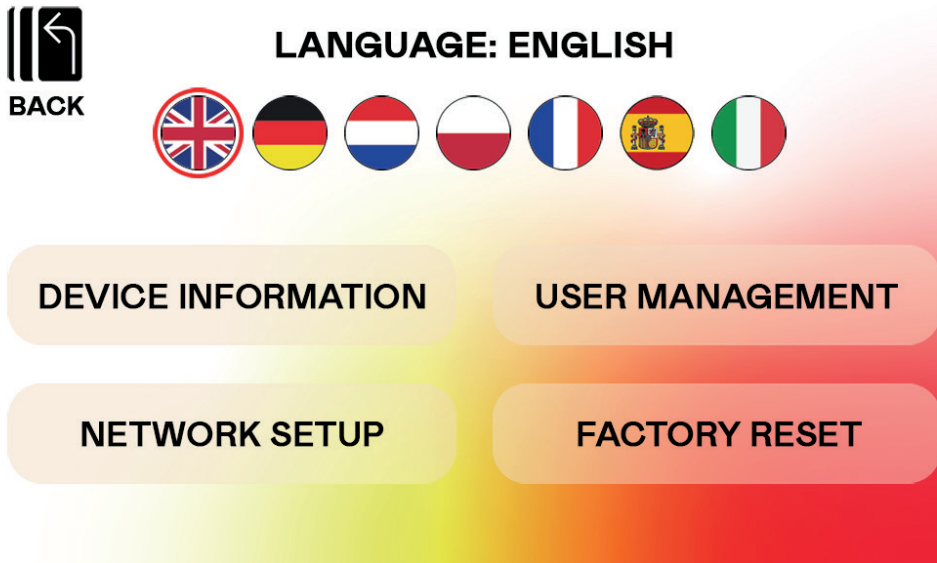 LANGUAGE: ENGLISH
BACK
DEVICE INFORMATION
USER MANAGEMENT
NETWORK SETUP
FACTORY RESET